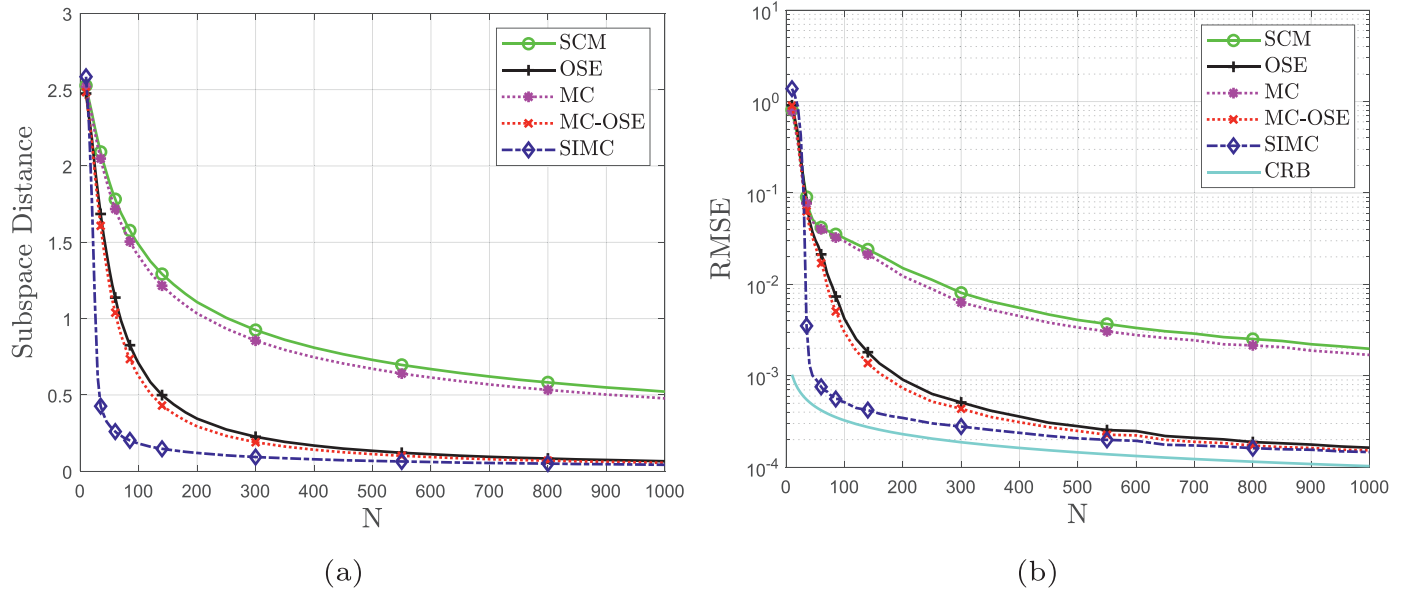 3
2.5
2
1.5
1
0.5
0
Subspace Distance
0 100 200 300 400 500 600 700 800 900 1000
N
SCM
OSE
MC
MC-OSE
SIMC
(a)
10^1
10^0
10^-1
10^-2
10^-3
10^-4
RMSE
0 100 200 300 400 500 600 700 800 900 1000
N
SCM
OSE
MC
MC-OSE
SIMC
CRB
(b)